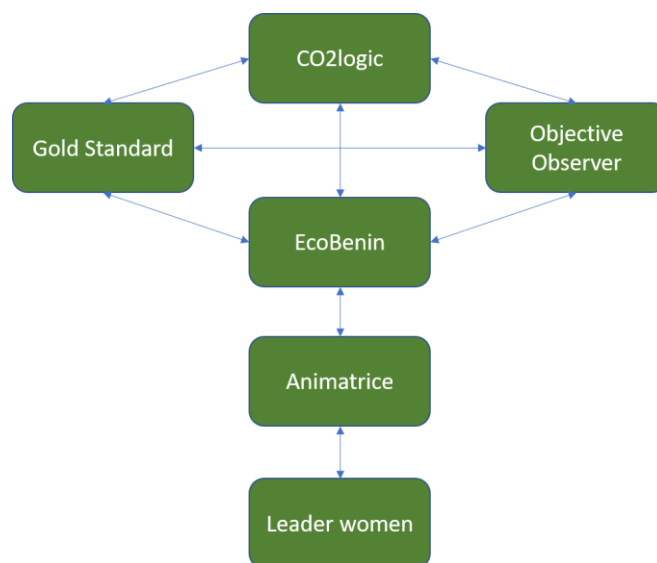 CO2logic
Gold Standard
Objective
Observer
EcoBenin
Animatrice
Leader women